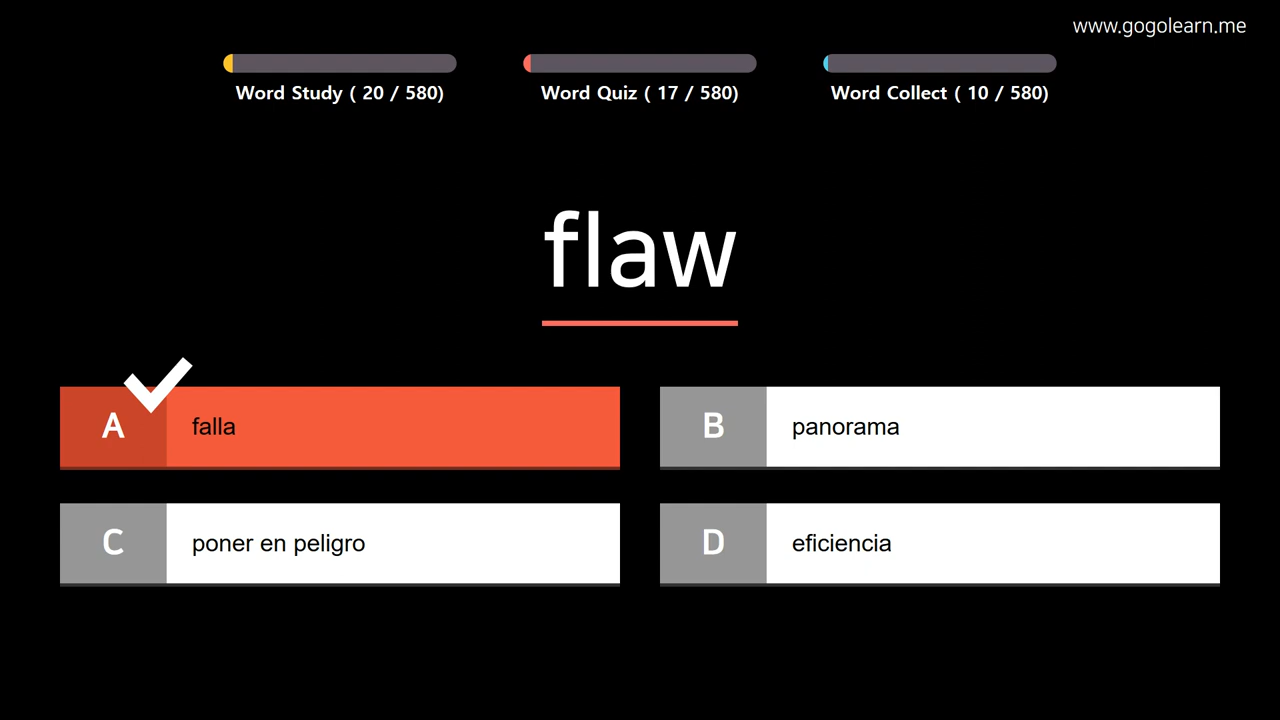 www.gogolearn.me
Word Study ( 20 / 580)
Word Quiz ( 17 / 580)
Word Collect ( 10 / 580)
flaw
A
falla
B
panorama
C
poner en peligro
D
eficiencia